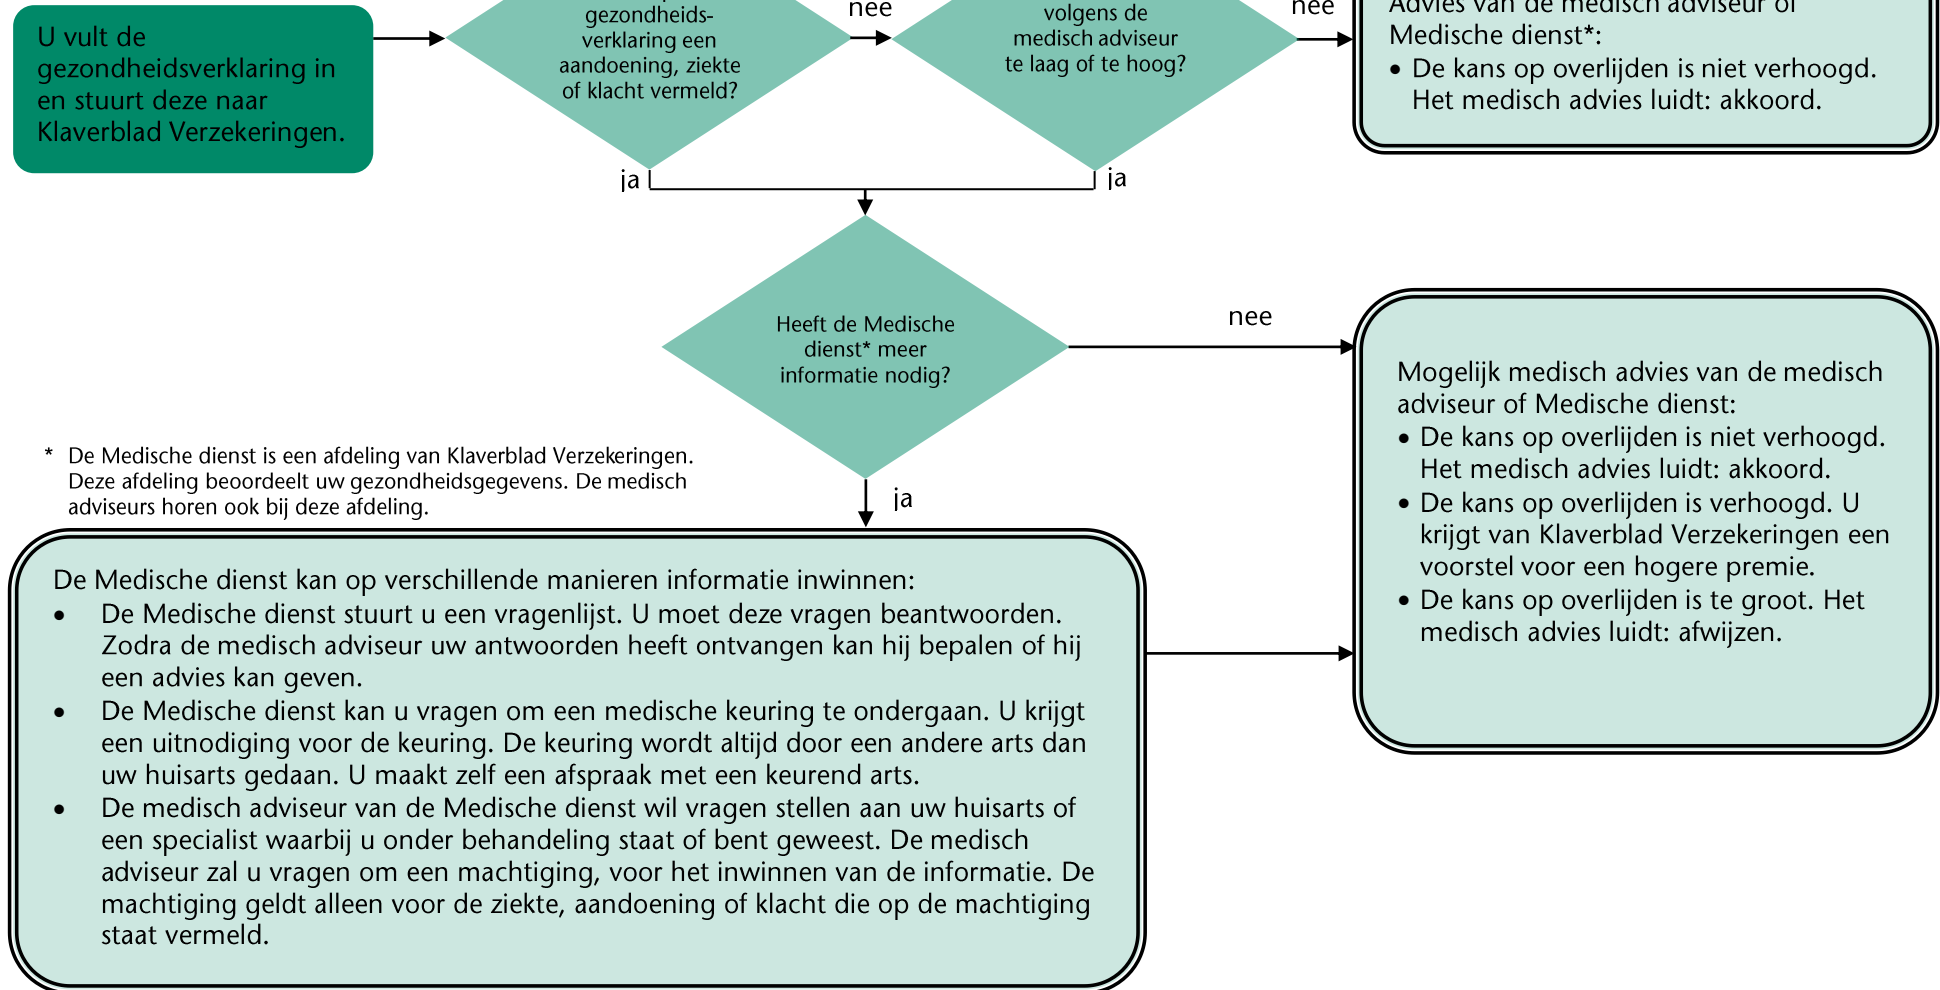 U vult de
gezondheidsverklaring in
en stuurt deze naar
Klaverblad Verzekeringen.
gezondheids-
verklaring een
aandoening, ziekte
of klacht vermeld?
nee
volgens de
medisch adviseur
te laag of te hoog?
nee
Advies van de medisch adviseur of
Medische dienst*:
• De kans op overlijden is niet verhoogd.
Het medisch advies luidt: akkoord.
ja
ja
Heeft de Medische
dienst* meer
informatie nodig?
nee
Mogelijk medisch advies van de medisch
adviseur of Medische dienst:
• De kans op overlijden is niet verhoogd.
Het medisch advies luidt: akkoord.
• De kans op overlijden is verhoogd. U
krijgt van Klaverblad Verzekeringen een
voorstel voor een hogere premie.
• De kans op overlijden is te groot. Het
medisch advies luidt: afwijzen.
* De Medische dienst is een afdeling van Klaverblad Verzekeringen.
Deze afdeling beoordeelt uw gezondheidsgegevens. De medisch
adviseurs horen ook bij deze afdeling.
ja
De Medische dienst kan op verschillende manieren informatie inwinnen:
• De Medische dienst stuurt u een vragenlijst. U moet deze vragen beantwoorden.
Zodra de medisch adviseur uw antwoorden heeft ontvangen kan hij bepalen of hij
een advies kan geven.
• De Medische dienst kan u vragen om een medische keuring te ondergaan. U krijgt
een uitnodiging voor de keuring. De keuring wordt altijd door een andere arts dan
uw huisarts gedaan. U maakt zelf een afspraak met een keurend arts.
• De medisch adviseur van de Medische dienst wil vragen stellen aan uw huisarts of
een specialist waarbij u onder behandeling staat of bent geweest. De medisch
adviseur zal u vragen om een machtiging, voor het inwinnen van de informatie. De
machtiging geldt alleen voor de ziekte, aandoening of klacht die op de machtiging
staat vermeld.